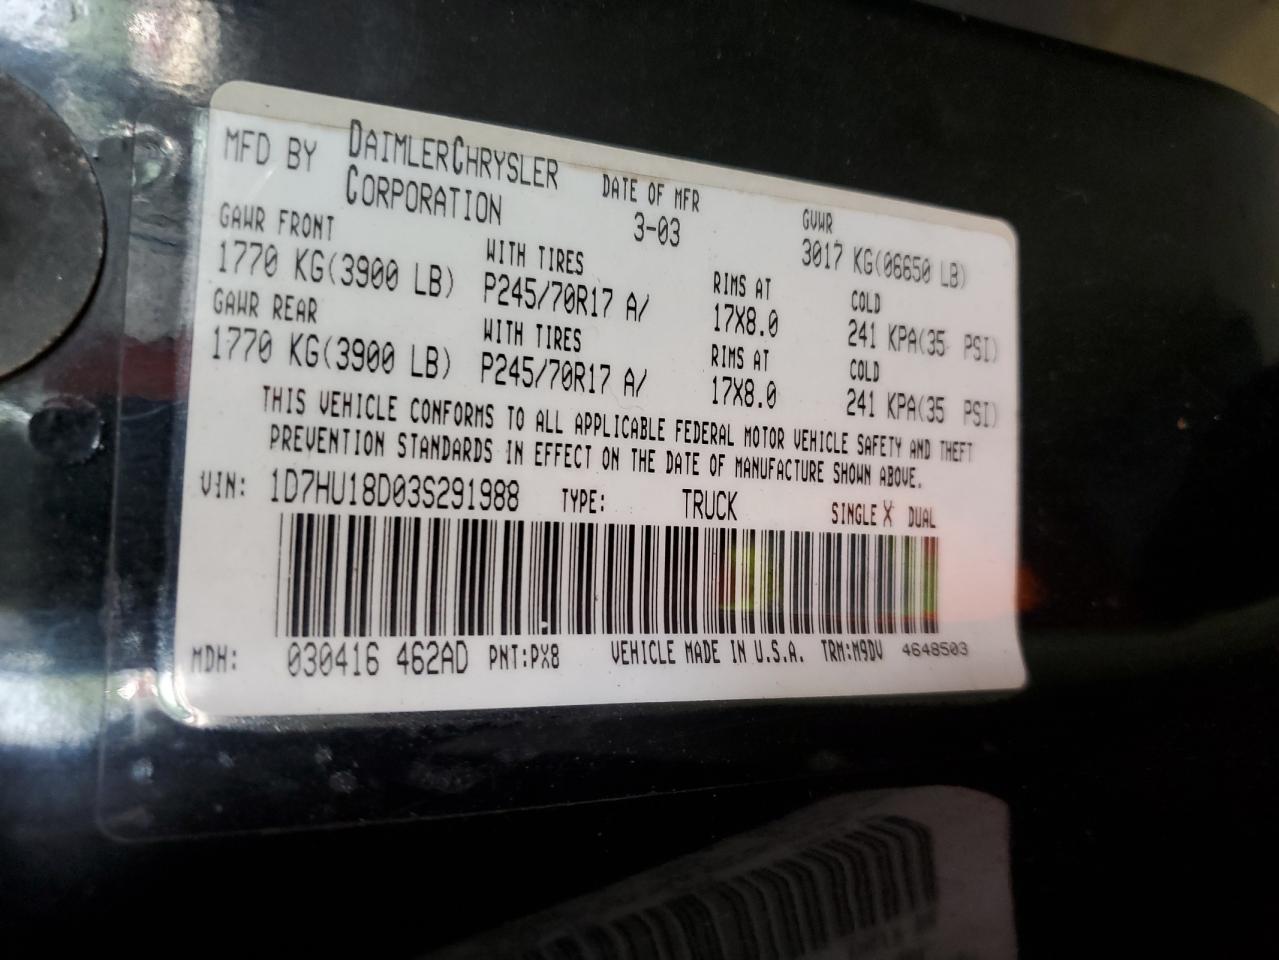 MFD BY DAIMLERCHRYSLER CORPORATION
DATE OF MFR 3-03
GVWR 3017 KG(06650 LB)
GAWR FRONT WITH TIRES RIMS AT COLD
1770 KG(3900 LB) P245/70R17 A/ 17X8.0 241 KPA(35 PSI)
GAWR REAR WITH TIRES RIMS AT COLD
1770 KG(3900 LB) P245/70R17 A/ 17X8.0 241 KPA(35 PSI)
THIS VEHICLE CONFORMS TO ALL APPLICABLE FEDERAL MOTOR VEHICLE SAFETY AND THEFT
PREVENTION STANDARDS IN EFFECT ON THE DATE OF MANUFACTURE SHOWN ABOVE.
VIN: 1D7HU18D03S291988 TYPE: TRUCK SINGLE X DUAL
MDH: 030416 462AD PNT:PX8 VEHICLE MADE IN U.S.A. TRM:M9DV 4648503